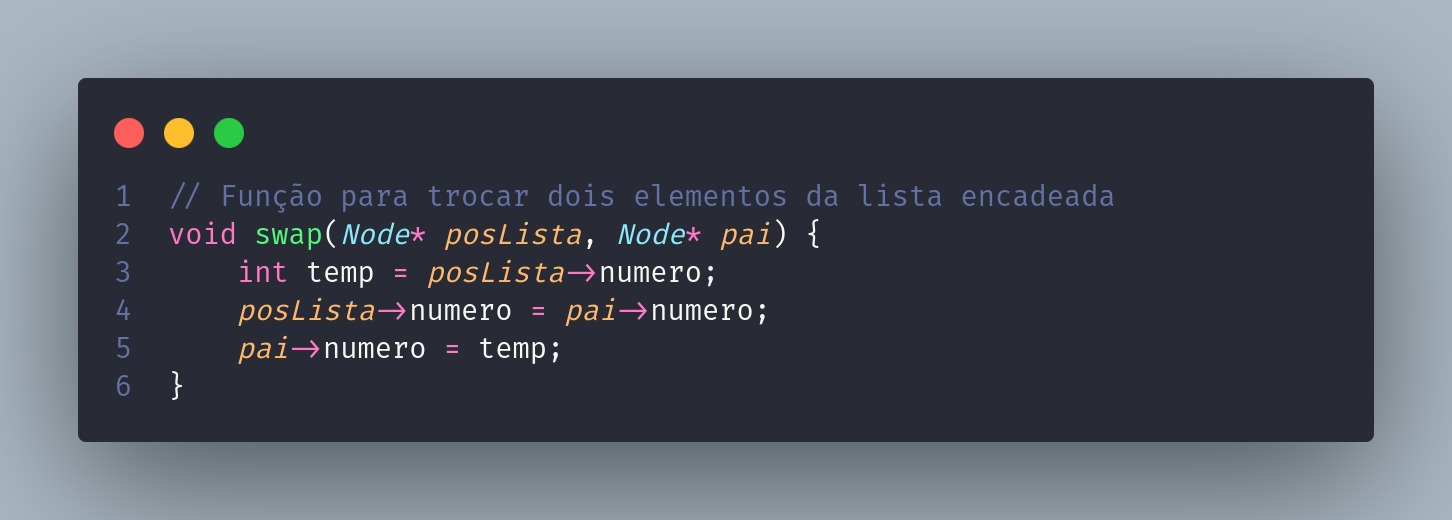 1 // Função para trocar dois elementos da lista encadeada
2 void swap(Node* posLista, Node* pai) {
3 int temp = posLista->numero;
4 posLista->numero = pai->numero;
5 pai->numero = temp;
6 }